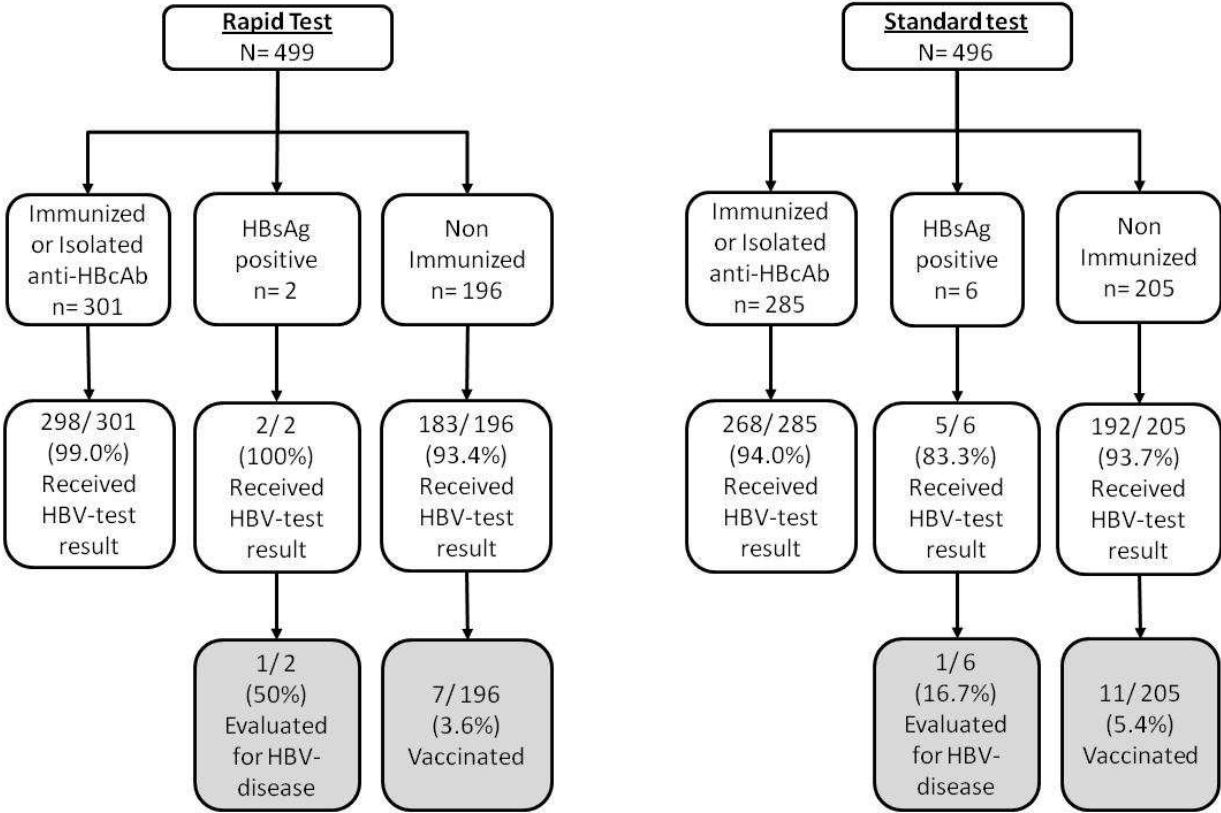 Rapid Test
N= 499
Immunized
or Isolated
anti-HBcAb
n= 301
HBsAg
positive
n= 2
Non
Immunized
n= 196
298/ 301
(99.0%)
Received
HBV-test
result
2/ 2
(100%)
Received
HBV-test
result
183/ 196
(93.4%)
Received
HBV-test
result
1/ 2
(50%)
Evaluated
for HBV-
disease
7/ 196
(3.6%)
Vaccinated
Standard test
N= 496
Immunized
or Isolated
anti-HBcAb
n= 285
HBsAg
positive
n= 6
Non
Immunized
n= 205
268/ 285
(94.0%)
Received
HBV-test
result
5/ 6
(83.3%)
Received
HBV-test
result
192/ 205
(93.7%)
Received
HBV-test
result
1/ 6
(16.7%)
Evaluated
for HBV-
disease
11/ 205
(5.4%)
Vaccinated